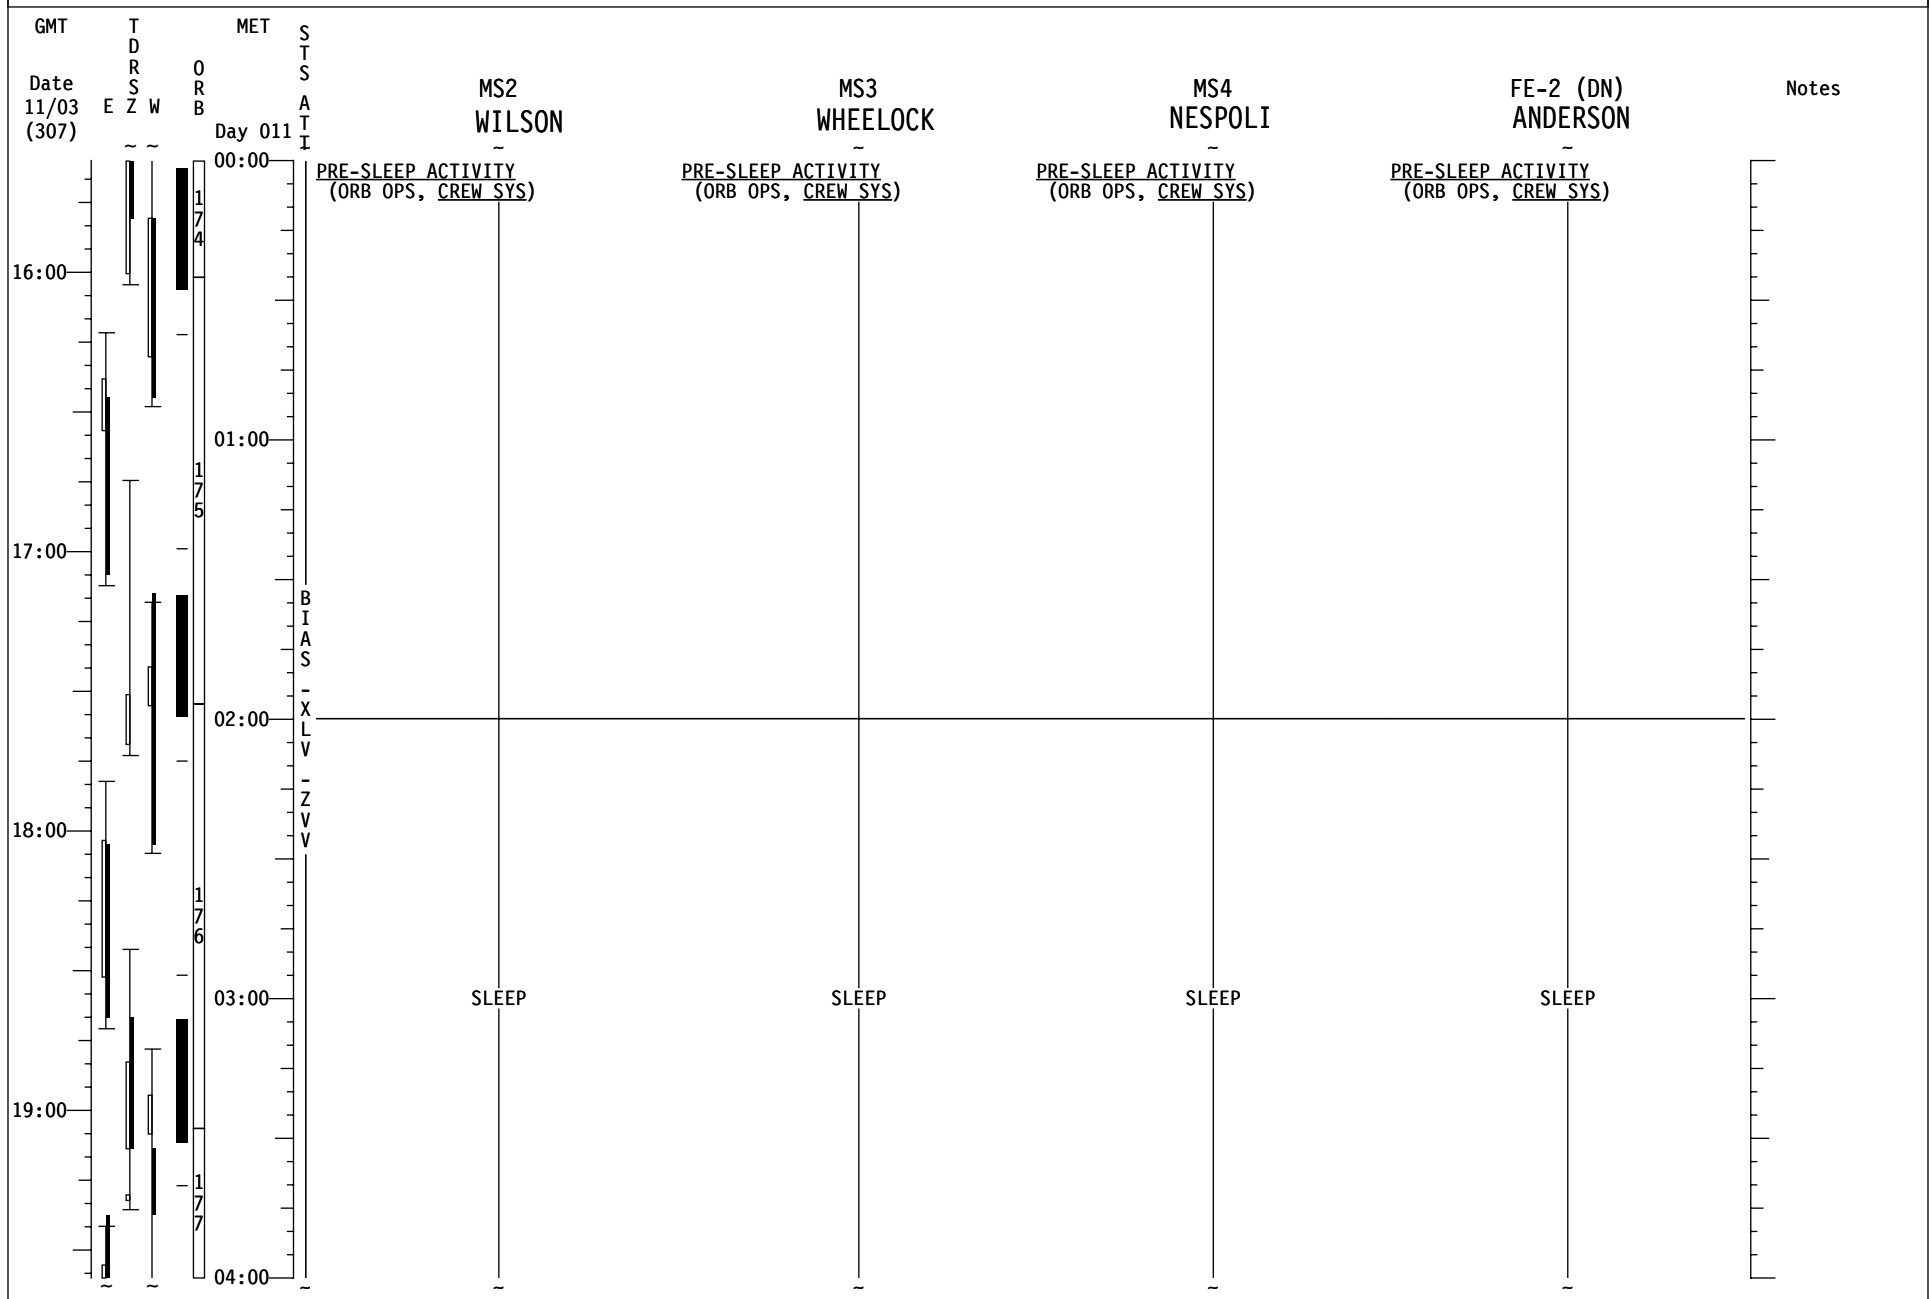 GMT
TDRS
MET
STS ATT
ORB
Date
11/03
(307)
E Z W
Day 011
MS2
WILSON
MS3
WHEELOCK
MS4
NESPOLI
FE-2 (DN)
ANDERSON
Notes
~ ~ ~ ~ ~ ~ ~
00:00
PRE-SLEEP ACTIVITY
(ORB OPS, CREW SYS)
PRE-SLEEP ACTIVITY
(ORB OPS, CREW SYS)
PRE-SLEEP ACTIVITY
(ORB OPS, CREW SYS)
PRE-SLEEP ACTIVITY
(ORB OPS, CREW SYS)
174
16:00
01:00
175
17:00
BIAS -XLV -ZVV
02:00
18:00
176
03:00
SLEEP
SLEEP
SLEEP
SLEEP
19:00
177
04:00
~ ~ ~ ~ ~ ~ ~